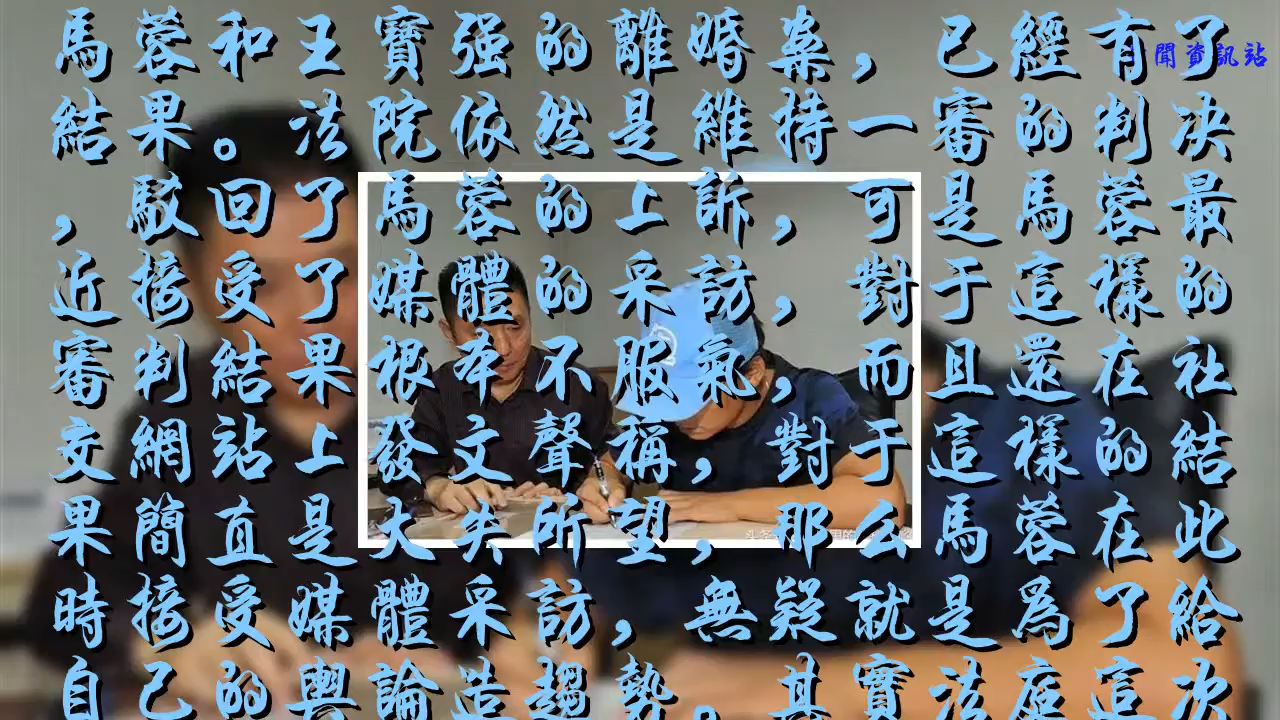 馬蓉和王寶强的離婚案，已經有了
聞資訊站
結果。法院依然是維持一審的判决
，駁回了馬蓉的上訴，可是馬蓉最
近接受了媒體的采訪，對于這樣的
審判結果根本不服氣，而且還在社
交網站上發文聲稱，對于這樣的結
果簡直是大失所望，那么馬蓉在此
時接受媒體采訪，無疑就是爲了給
自己的輿論造趨勢。其實法庭這次